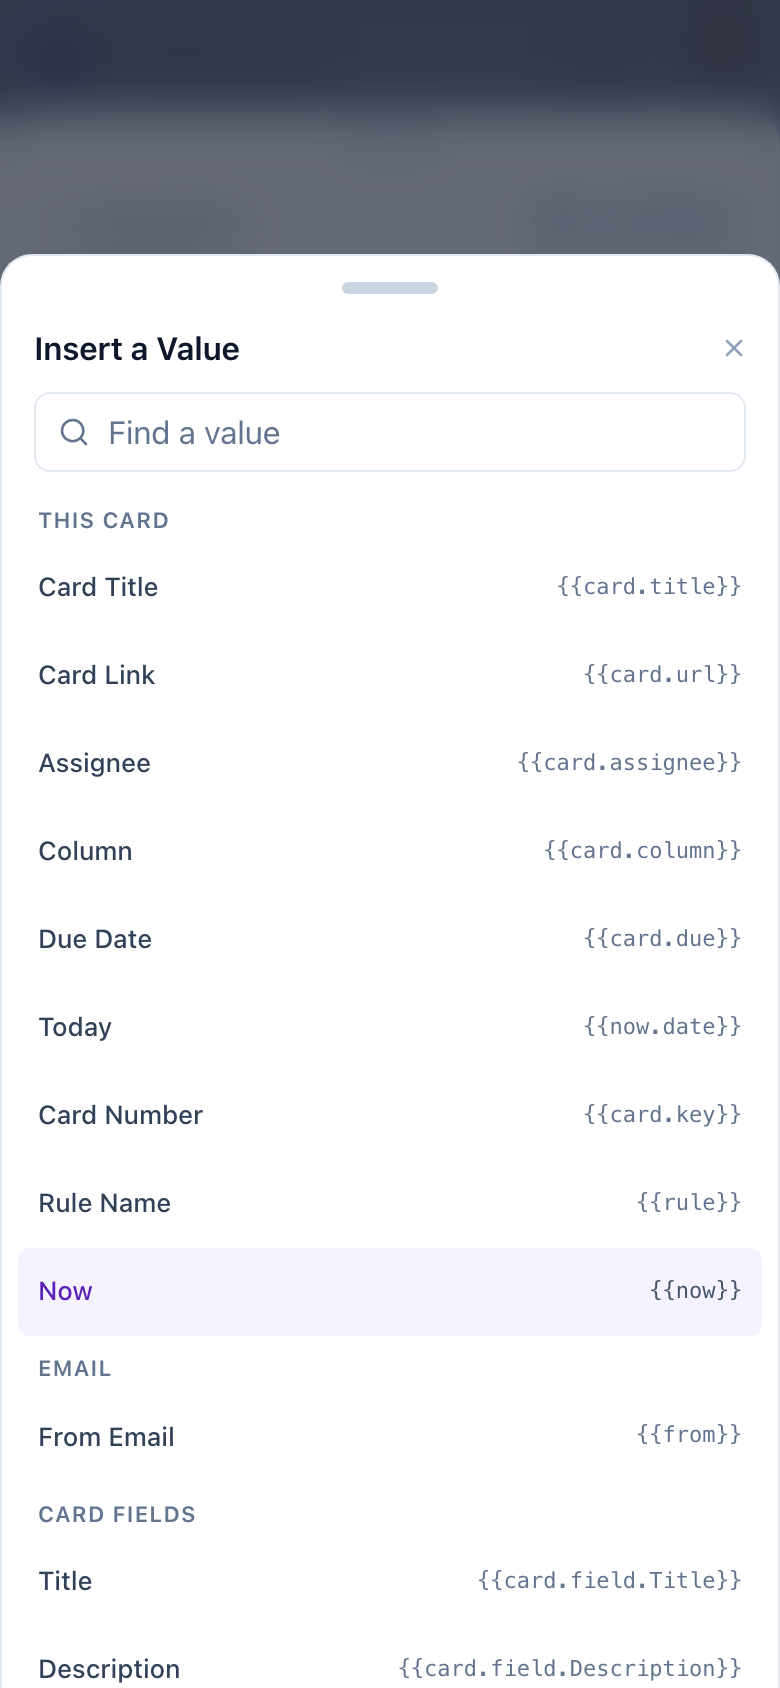 Insert a Value
Find a value
THIS CARD
Card Title {{card.title}}
Card Link {{card.url}}
Assignee {{card.assignee}}
Column {{card.column}}
Due Date {{card.due}}
Today {{now.date}}
Card Number {{card.key}}
Rule Name {{rule}}
Now {{now}}
EMAIL
From Email {{from}}
CARD FIELDS
Title {{card.field.Title}}
Description {{card.field.Description}}